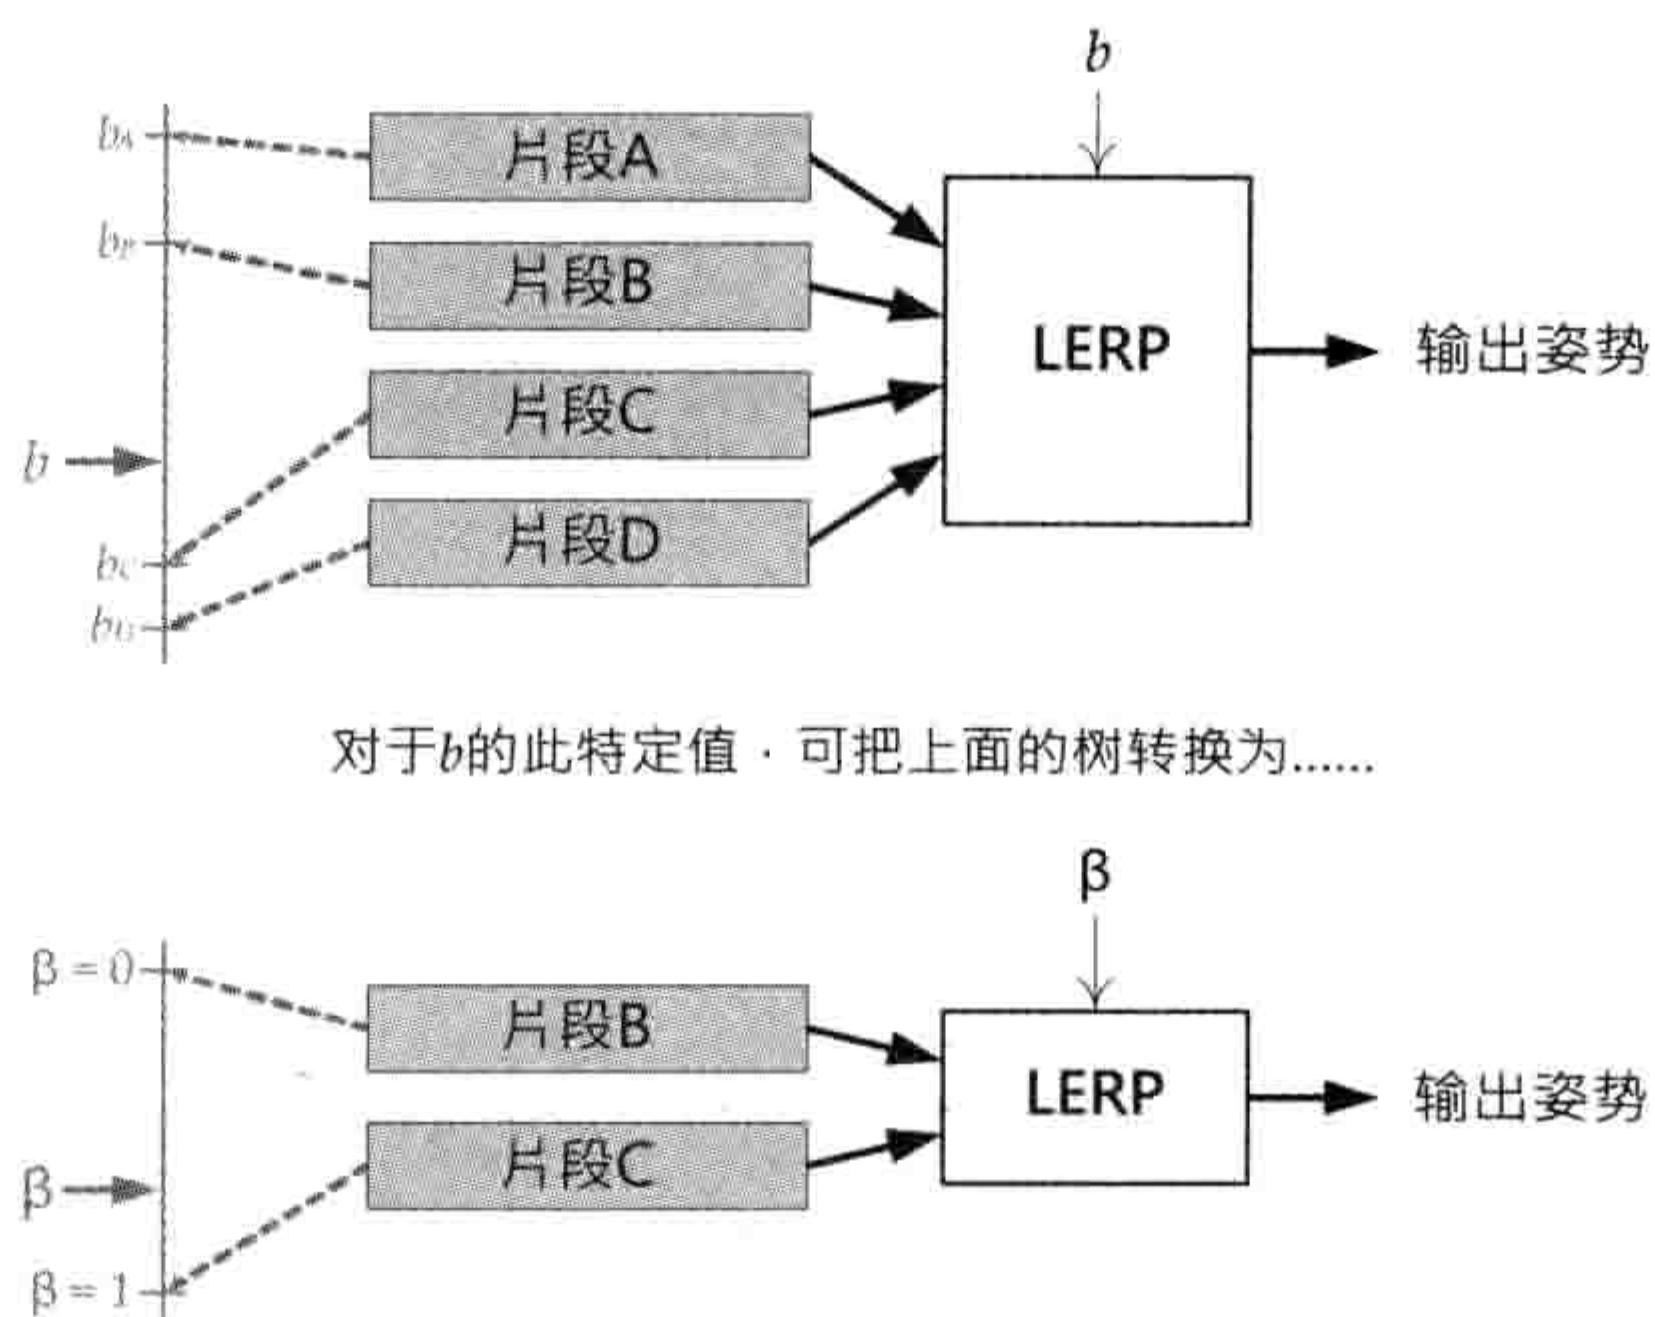 b
b_A
片段A
b_B
片段B
LERP
输出姿势
片段C
b
片段D
b_C
b_D
对于b的此特定值，可把上面的树转换为……
β
β = 0
片段B
LERP
输出姿势
片段C
β
β = 1